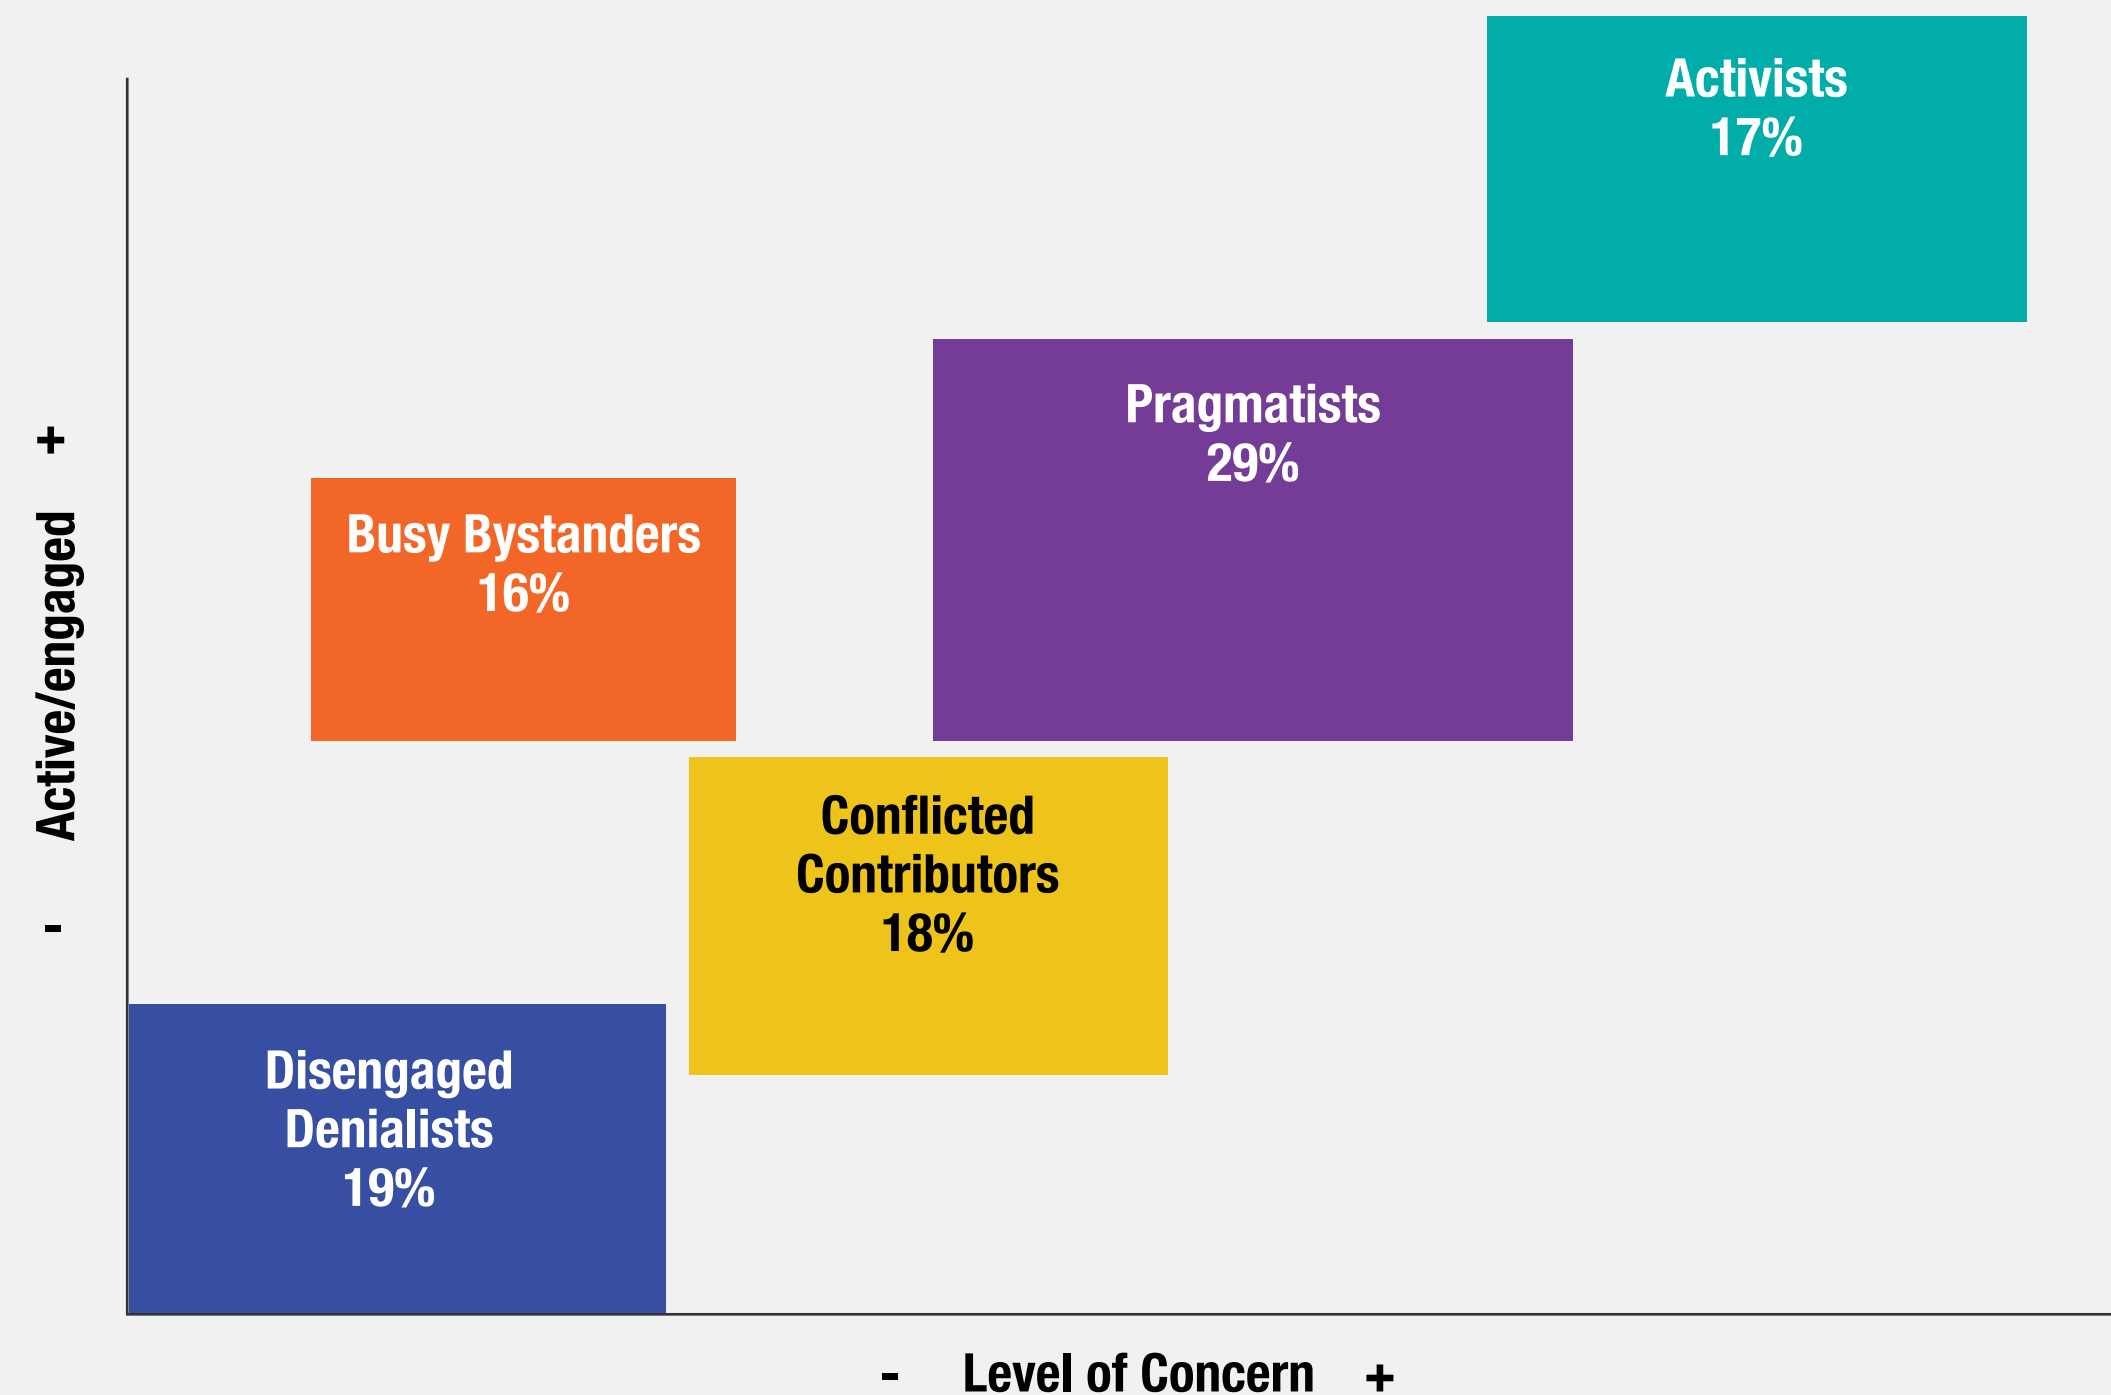 Activists
17%
Pragmatists
29%
Busy Bystanders
16%
Conflicted
Contributors
18%
Disengaged
Denialists
19%
- Active/engaged +
- Level of Concern +